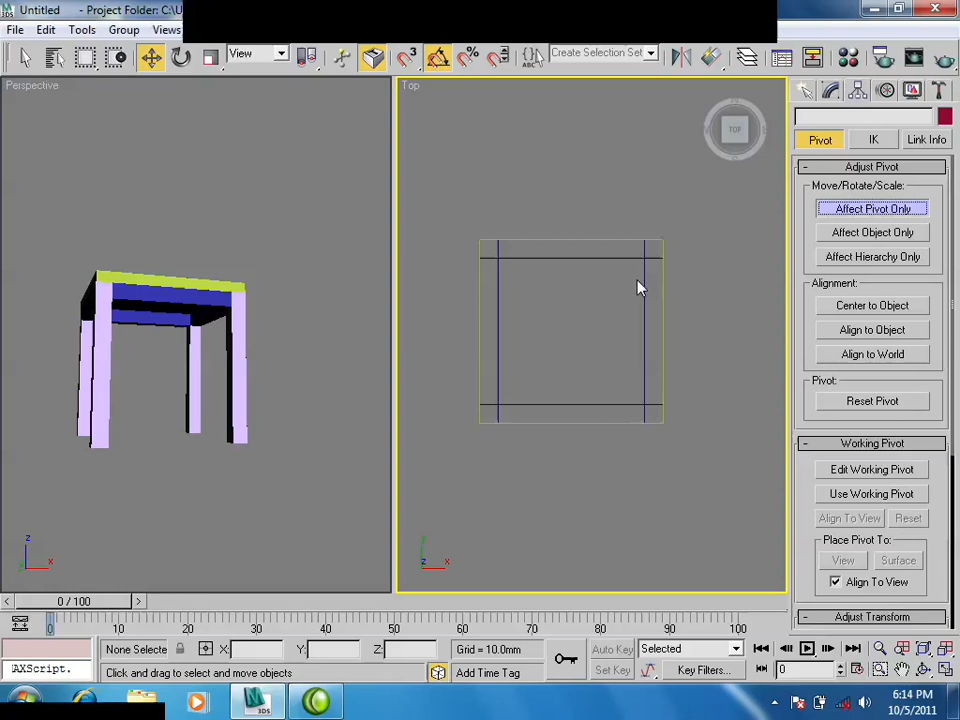 Untitled - Project Folder: C:\U
File Edit Tools Group Views
View
Create Selection Set
Perspective
Top
TOP
Pivot IK Link Info
- Adjust Pivot
Move/Rotate/Scale:
Affect Pivot Only
Affect Object Only
Affect Hierarchy Only
Alignment:
Center to Object
Align to Object
Align to World
Pivot:
Reset Pivot
- Working Pivot
Edit Working Pivot
Use Working Pivot
Align To View Reset
Place Pivot To:
View Surface
Align To View
- Adjust Transform
z
x
y
z
x
< 0 / 100 >
0 10 20 30 40 50 60 70 80 90 100
None Selecte X: Y: Z: Grid = 10.0mm Auto Key Selected
AXScript. Click and drag to select and move objects Add Time Tag Set Key Key Filters... 0
6:14 PM
10/5/2011